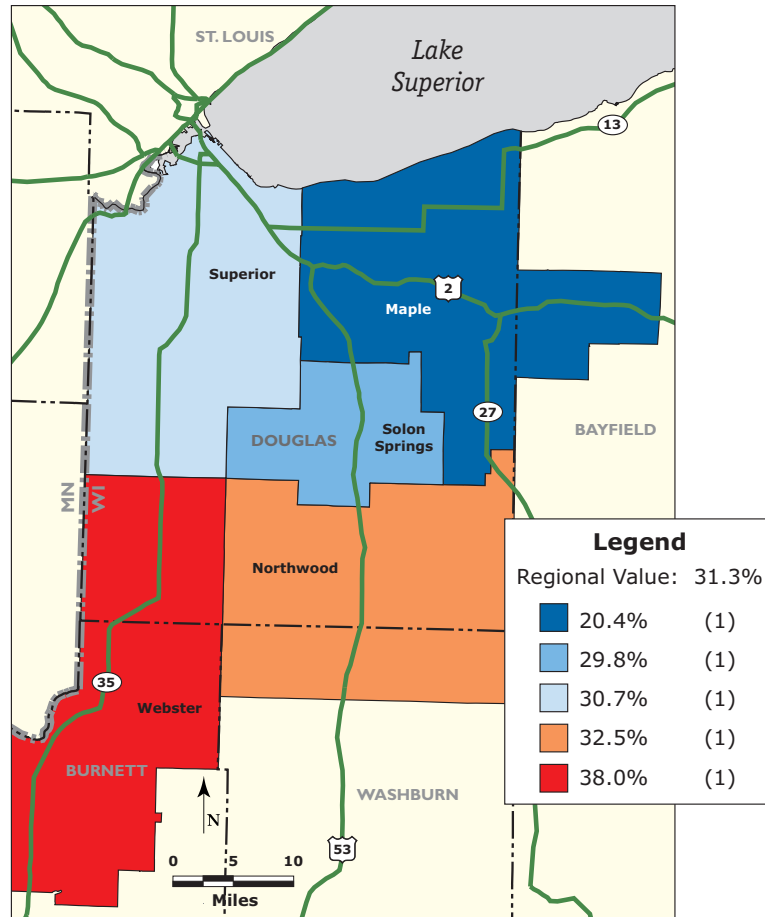 ST. LOUIS
Lake
Superior
13
Superior
2
Maple
27
DOUGLAS
Solon
Springs
BAYFIELD
MN
WI
Northwood
35
Webster
BURNETT
WASHBURN
N
53
0 5 10
Miles
Legend
Regional Value: 31.3%
20.4% (1)
29.8% (1)
30.7% (1)
32.5% (1)
38.0% (1)